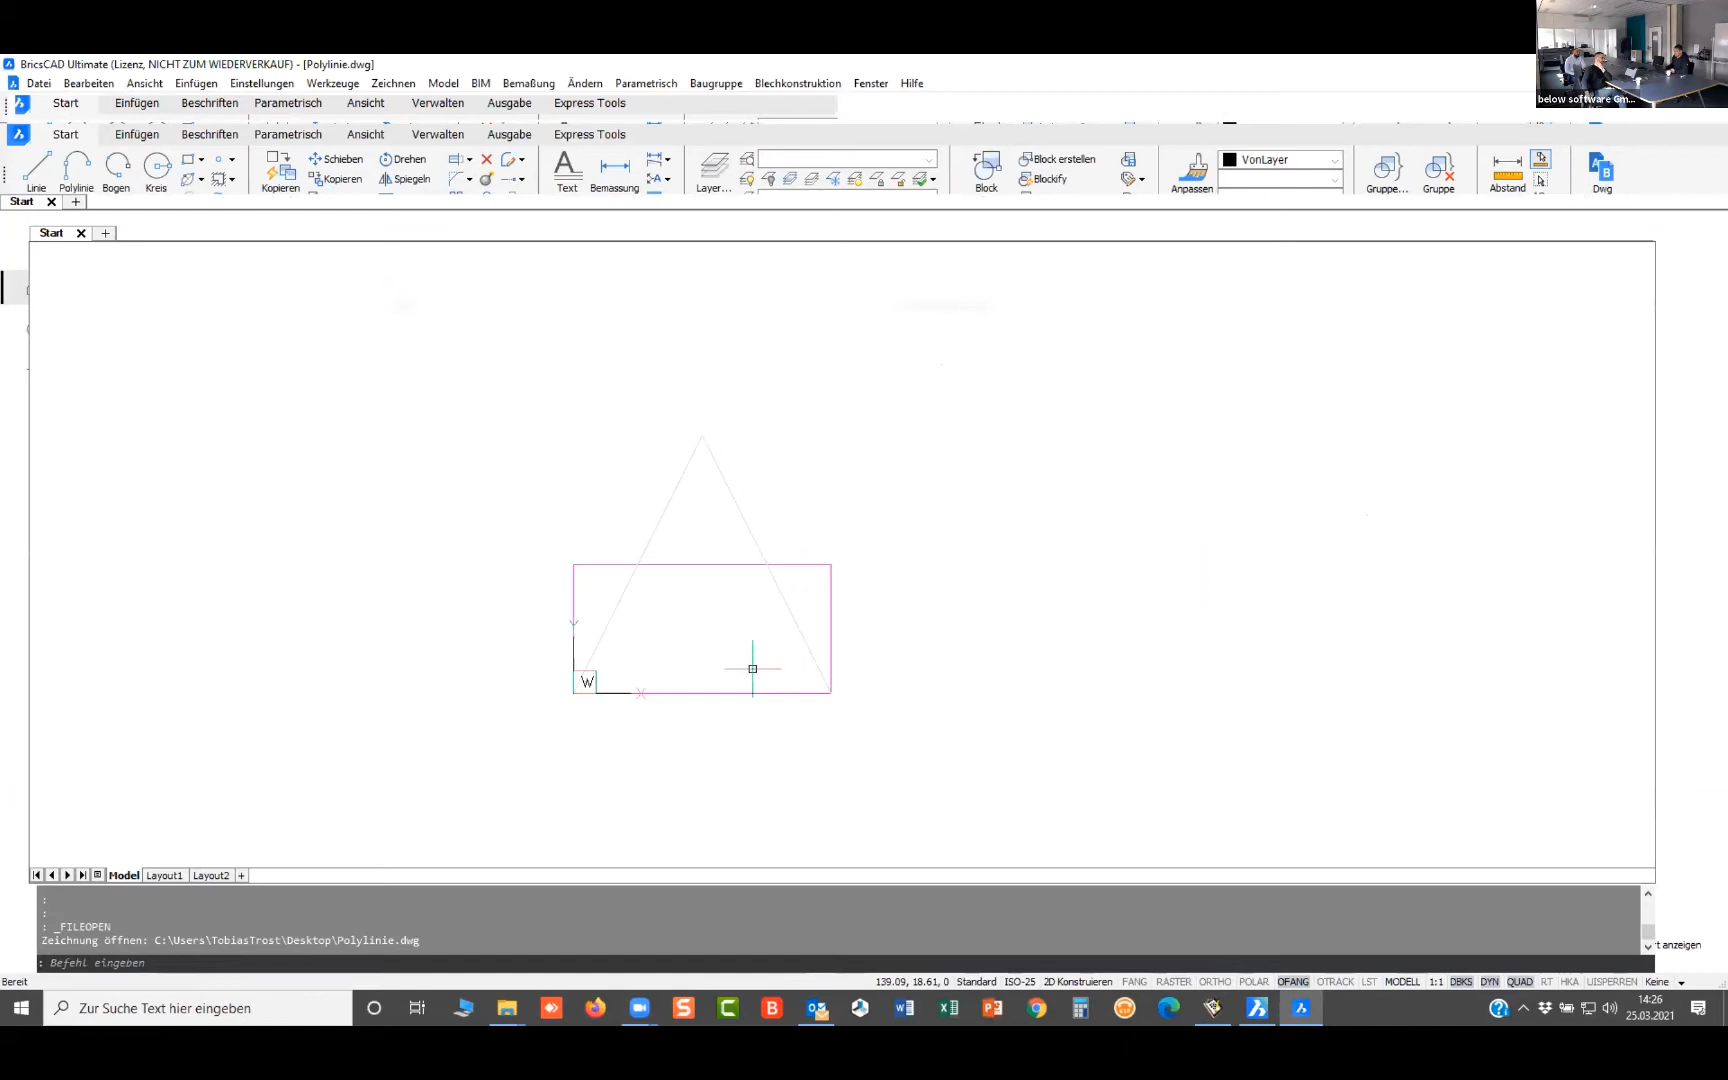 below software Gm...
BricsCAD Ultimate (Lizenz, NICHT ZUM WIEDERVERKAUF) - [Polylinie.dwg]
Datei Bearbeiten Ansicht Einfügen Einstellungen Werkzeuge Zeichnen Model BIM Bemaßung Ändern Parametrisch Baugruppe Blechkonstruktion Fenster Hilfe
Start Einfügen Beschriften Parametrisch Ansicht Verwalten Ausgabe Express Tools
Start Einfügen Beschriften Parametrisch Ansicht Verwalten Ausgabe Express Tools
Schieben Drehen Block erstellen VonLayer
Kopieren Spiegeln Blockify
Linie Polylinie Bogen Kreis Kopieren Text Bemassung Layer... Block Anpassen Gruppe... Gruppe Abstand Dwg
Start
Start
Y
W
X
Model Layout1 Layout2
:
:
: _FILEOPEN
Zeichnung öffnen: C:\Users\TobiasTrost\Desktop\Polylinie.dwg
: Befehl eingeben
t anzeigen
Bereit 139.09, 18.61, 0 Standard ISO-25 2D Konstruieren FANG RASTER ORTHO POLAR OFANG OTRACK LST MODELL 1:1 DBKS DYN QUAD RT HKA UISPERREN Keine
Zur Suche Text hier eingeben
14:26
25.03.2021